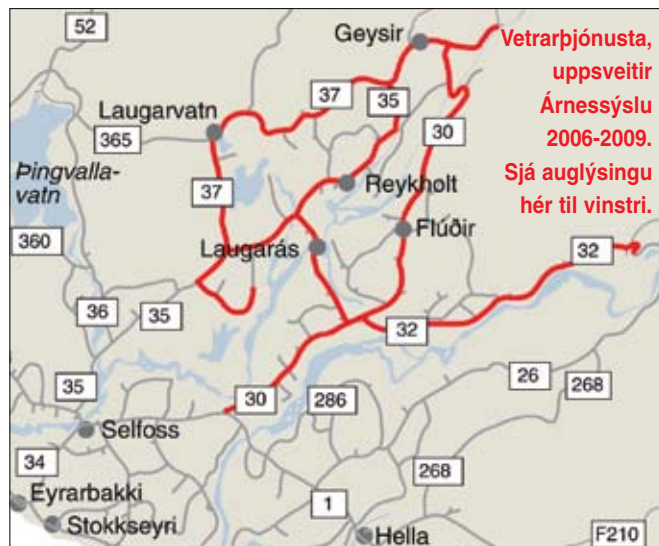 52
Geysir
Vetrarþjónusta,
uppsveitir
Árnessýslu
2006-2009.
Sjá auglýsingu
hér til vinstri.
37
35
30
Laugarvatn
365
Þingvalla-
vatn
37
Reykholt
Flúðir
360
Laugarás
32
36
35
32
35
30
286
26
268
Selfoss
34
268
Eyrarbakki
1
Stokkseyri
Hella
F210